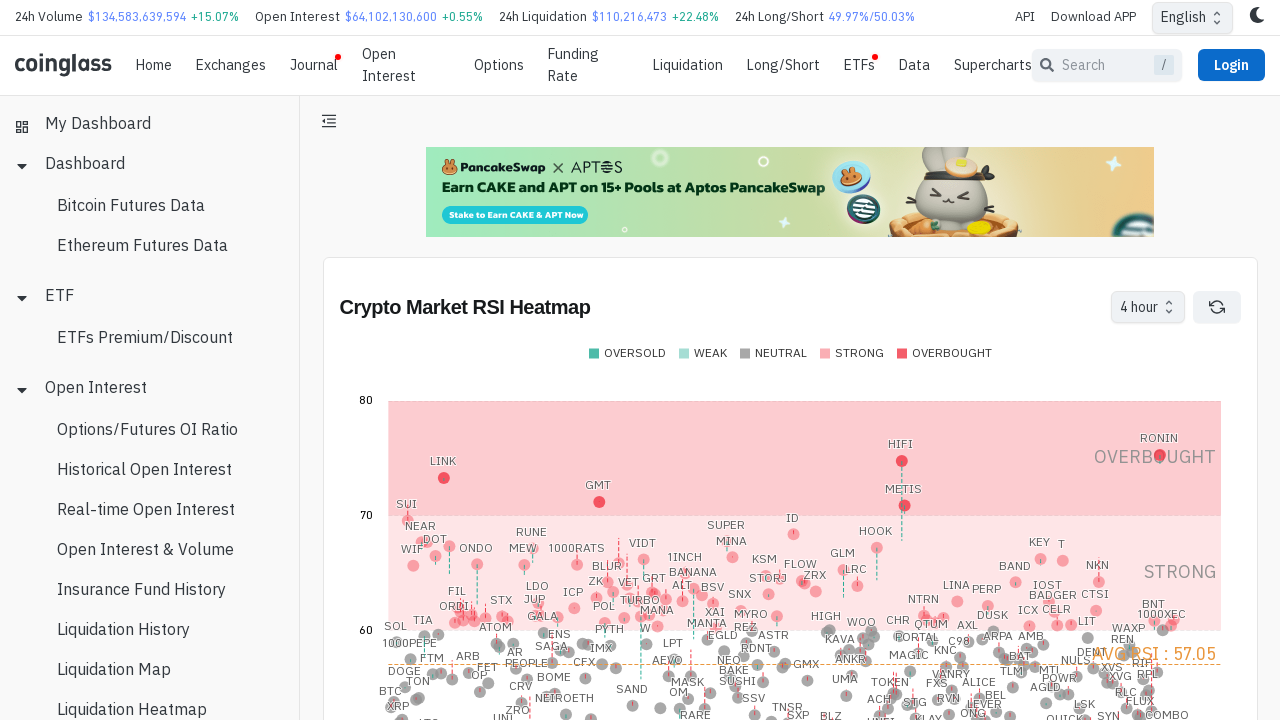 24h Volume $134,583,639,594 +15.07% Open Interest $64,102,130,600 +0.55% 24h Liquidation $110,216,473 +22.48% 24h Long/Short 49.97%/50.03% API Download APP English
coinglass Home Exchanges Journal Open Interest Options Funding Rate Liquidation Long/Short ETFs Data Supercharts Search / Login
My Dashboard
Dashboard
Bitcoin Futures Data
Ethereum Futures Data
ETF
ETFs Premium/Discount
Open Interest
Options/Futures OI Ratio
Historical Open Interest
Real-time Open Interest
Open Interest & Volume
Insurance Fund History
Liquidation History
Liquidation Map
Liquidation Heatmap
PancakeSwap X APTOS
Earn CAKE and APT on 15+ Pools at Aptos PancakeSwap
Stake to Earn CAKE & APT Now
Crypto Market RSI Heatmap 4 hour
OVERSOLD WEAK NEUTRAL STRONG OVERBOUGHT
80
RONIN
HIFI
OVERBOUGHT
LINK
GMT METIS
SUI
70
ID
NEAR SUPER
RUNE HOOK
DOT VIDT MINA KEY T
WIF ONDO MEW 1000RATS
1INCH KSM GLM
BLUR FLOW BAND NKN
BANANA LRC STRONG
ZK VET GRT STORJ ZRX
LDO ALT BSV LINA IOST
FIL ICP SNX PERP BADGER CTSI
STX JUP TURBO NTRN
ORDI POL MANA XAI BNT
GALA MYRO HIGH DUSK ICX CELR 1000XEC
TIA CHR LIT
SOL ATOM PYTH W MANTA REZ WOO QTUM AXL WAXP
60
ENS EGLD ASTR KAVA PORTAL ARPA AMB REN
1000PEPE SAGA IMX LPT RDNT C98
FTM ARB AR MAGIC KNC BAT DENT AVG RSI : 57.05
OP FET PEOPLE CFX AEVO NEO GMX ANKR NULS RIF
DOGE BOME BAKE VANRY TLM MTL XVS
TON CRV SUSHI UMA TOKEN FXS ALICE POWR XVG RPL
BTC SAND MASK AGLD
XRP NEIROETH OM SSV ACH STG RVN BEL RLC
ZRO TNSR LEVER LSK FLUX
UNI RARE SXP BLZ KLAY ONG QUICK SYN COMBO